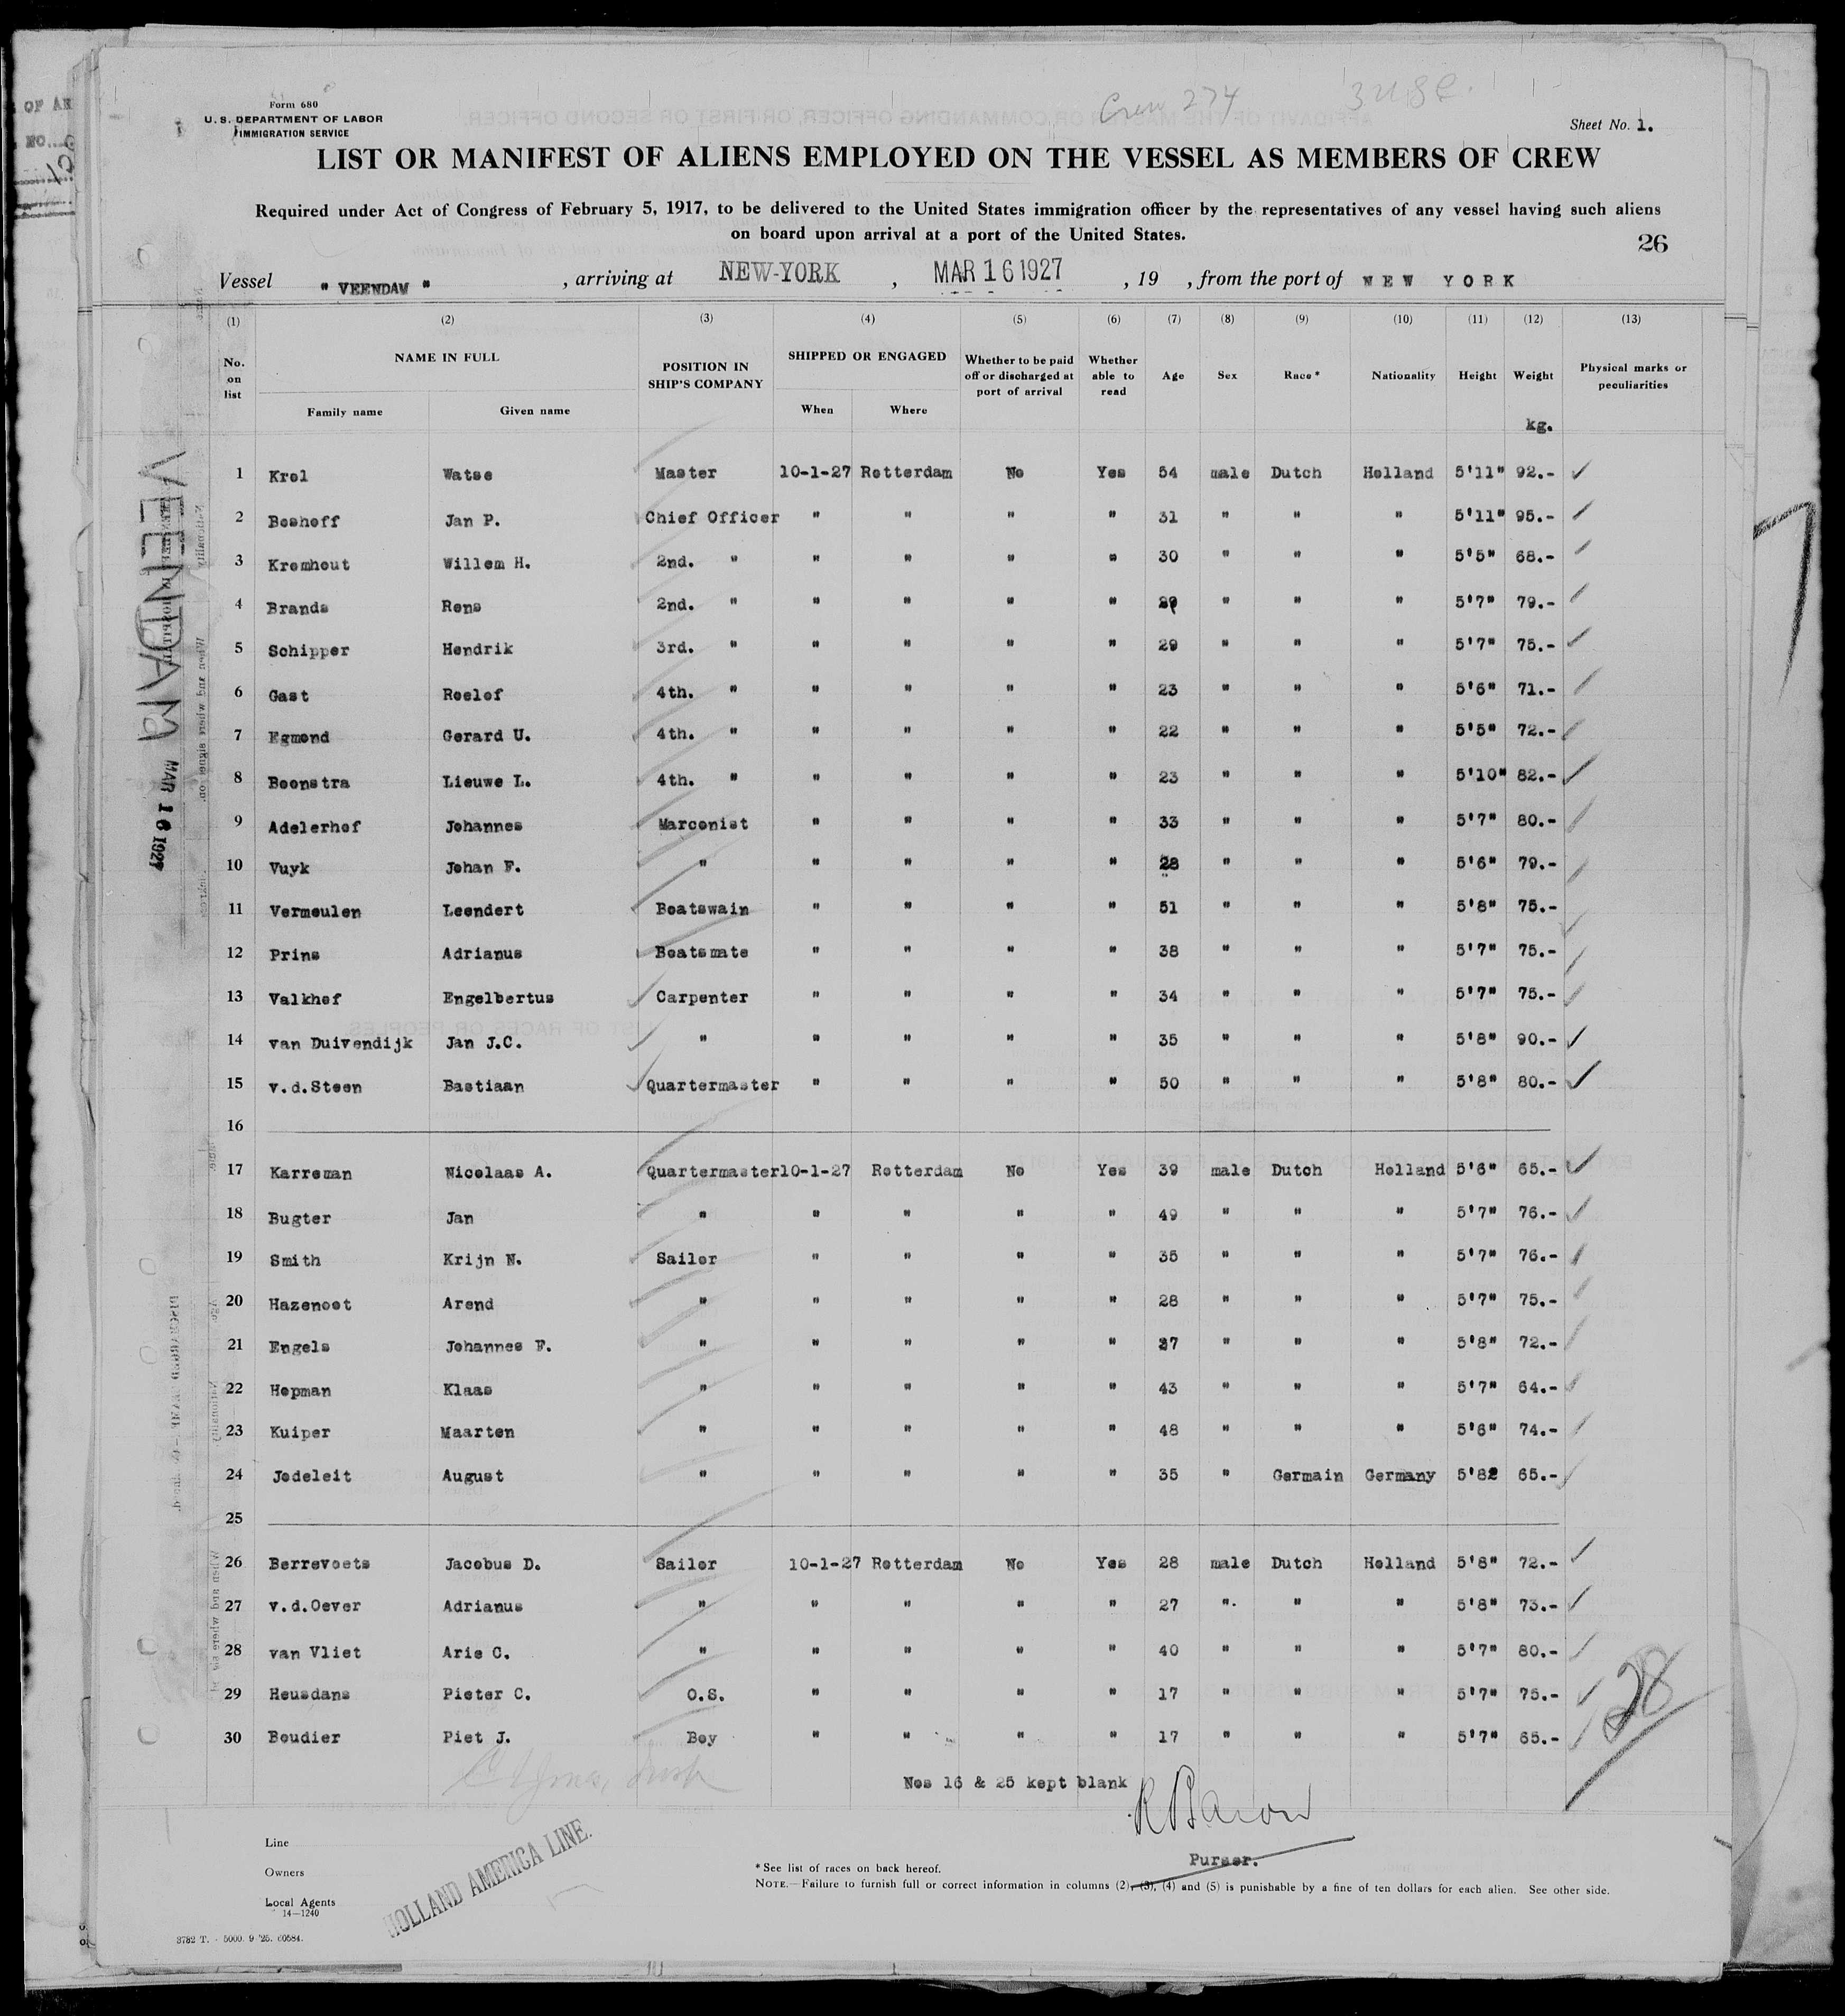 Form 680
U. S. DEPARTMENT OF LABOR
IMMIGRATION SERVICE
Crew 274
Sheet No. 1.
LIST OR MANIFEST OF ALIENS EMPLOYED ON THE VESSEL AS MEMBERS OF CREW
Required under Act of Congress of February 5, 1917, to be delivered to the United States immigration officer by the representatives of any vessel having such aliens
on board upon arrival at a port of the United States.
26
Vessel " VEENDAM " , arriving at NEW-YORK , MAR 16 1927 , 19 , from the port of NEW YORK
(1) (2) (3) (4) (5) (6) (7) (8) (9) (10) (11) (12) (13)
No. on list NAME IN FULL Family name Given name POSITION IN SHIP'S COMPANY SHIPPED OR ENGAGED When Where Whether to be paid off or discharged at port of arrival Whether able to read Age Sex Race* Nationality Height Weight Physical marks or peculiarities
kg.
1 Krol Watse Master 10-1-27 Rotterdam No Yes 54 male Dutch Holland 5'11" 92.-
2 Boshoff Jan P. Chief Officer " " " " 31 " " " 5'11" 95.-
3 Kromhout Willem H. 2nd. " " " " " 30 " " " 5'5" 68.-
4 Brands Rens 2nd. " " " " " 29 " " " 5'7" 79.-
5 Schipper Hendrik 3rd. " " " " " 29 " " " 5'7" 75.-
6 Gast Roelof 4th. " " " " " 23 " " " 5'6" 71.-
7 Egmond Gerard U. 4th. " " " " " 22 " " " 5'5" 72.-
8 Boonstra Lieuwe L. 4th. " " " " " 23 " " " 5'10" 82.-
9 Adelerhof Johannes Marconist " " " " 33 " " " 5'7" 80.-
10 Vuyk Johan F. " " " " " 28 " " " 5'6" 79.-
11 Vermeulen Leendert Boatswain " " " " 51 " " " 5'8" 75.-
12 Prins Adrianus Boatsmate " " " " 38 " " " 5'7" 75.-
13 Valkhof Engelbertus Carpenter " " " " 34 " " " 5'7" 75.-
14 van Duivendijk Jan J.C. " " " " " 35 " " " 5'8" 90.-
15 v.d.Steen Bastiaan Quartermaster " " " " 50 " " " 5'8" 80.-
16
17 Karreman Nicolaas A. Quartermaster 10-1-27 Rotterdam No Yes 39 male Dutch Holland 5'6" 65.-
18 Bugter Jan " " " " " 49 " " " 5'7" 76.-
19 Smith Krijn N. Sailor " " " " 35 " " " 5'7" 76.-
20 Hazenoot Arend " " " " " 28 " " " 5'7" 75.-
21 Engels Johannes F. " " " " " 37 " " " 5'8" 72.-
22 Hopman Klaas " " " " " 43 " " " 5'7" 64.-
23 Kuiper Maarten " " " " " 48 " " " 5'6" 74.-
24 Jodeleit August " " " " " 35 " Germain Germany 5'82 65.-
25
26 Berrevoets Jacobus D. Sailor 10-1-27 Rotterdam No Yes 28 male Dutch Holland 5'8" 72.-
27 v.d.Oever Adrianus " " " " " 27 " " " 5'8" 73.-
28 van Vliet Arie C. " " " " " 40 " " " 5'7" 80.-
29 Heusdans Pieter C. O.S. " " " " 17 " " " 5'7" 75.-
30 Boudier Piet J. Boy " " " " 17 " " " 5'7" 65.-
28
Nos 16 & 25 kept blank
R Baron
Purser.
Line
Owners
Local Agents
HOLLAND AMERICA LINE.
*See list of races on back hereof.
NOTE.—Failure to furnish full or correct information in columns (2), (3), (4) and (5) is punishable by a fine of ten dollars for each alien. See other side.
14—1240
3782 T. - 5000. 9 '25. 60584.
VEENDAM
MAR 16 1927